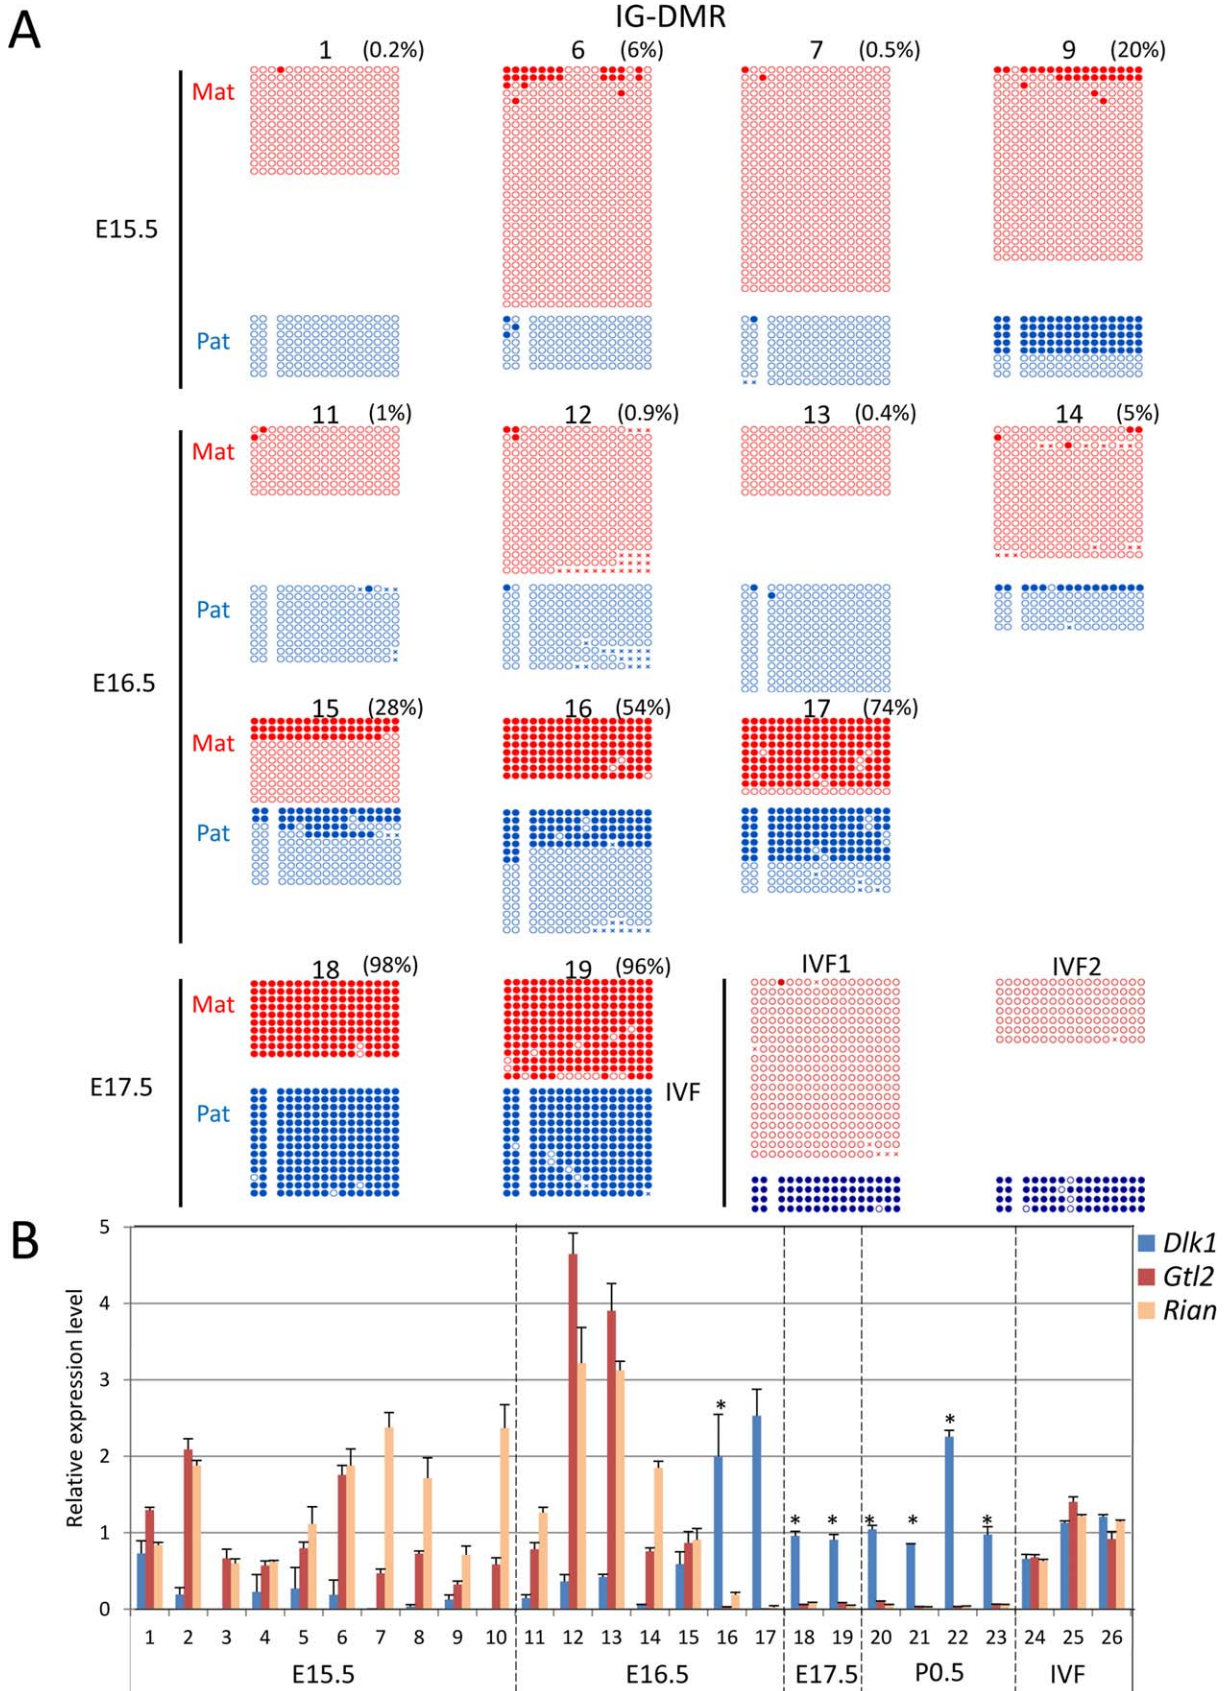 A
IG-DMR
1 (0.2%) 6 (6%) 7 (0.5%) 9 (20%)
Mat
E15.5
Pat
11 (1%) 12 (0.9%) 13 (0.4%) 14 (5%)
Mat
Pat
E16.5
15 (28%) 16 (54%) 17 (74%)
Mat
Pat
18 (98%) 19 (96%) IVF1 IVF2
Mat
E17.5
IVF
Pat
B
Relative expression level
5
4
3
2
1
0
Dlk1
Gtl2
Rian
* * * * * * *
1 2 3 4 5 6 7 8 9 10 11 12 13 14 15 16 17 18 19 20 21 22 23 24 25 26
E15.5 E16.5 E17.5 P0.5 IVF